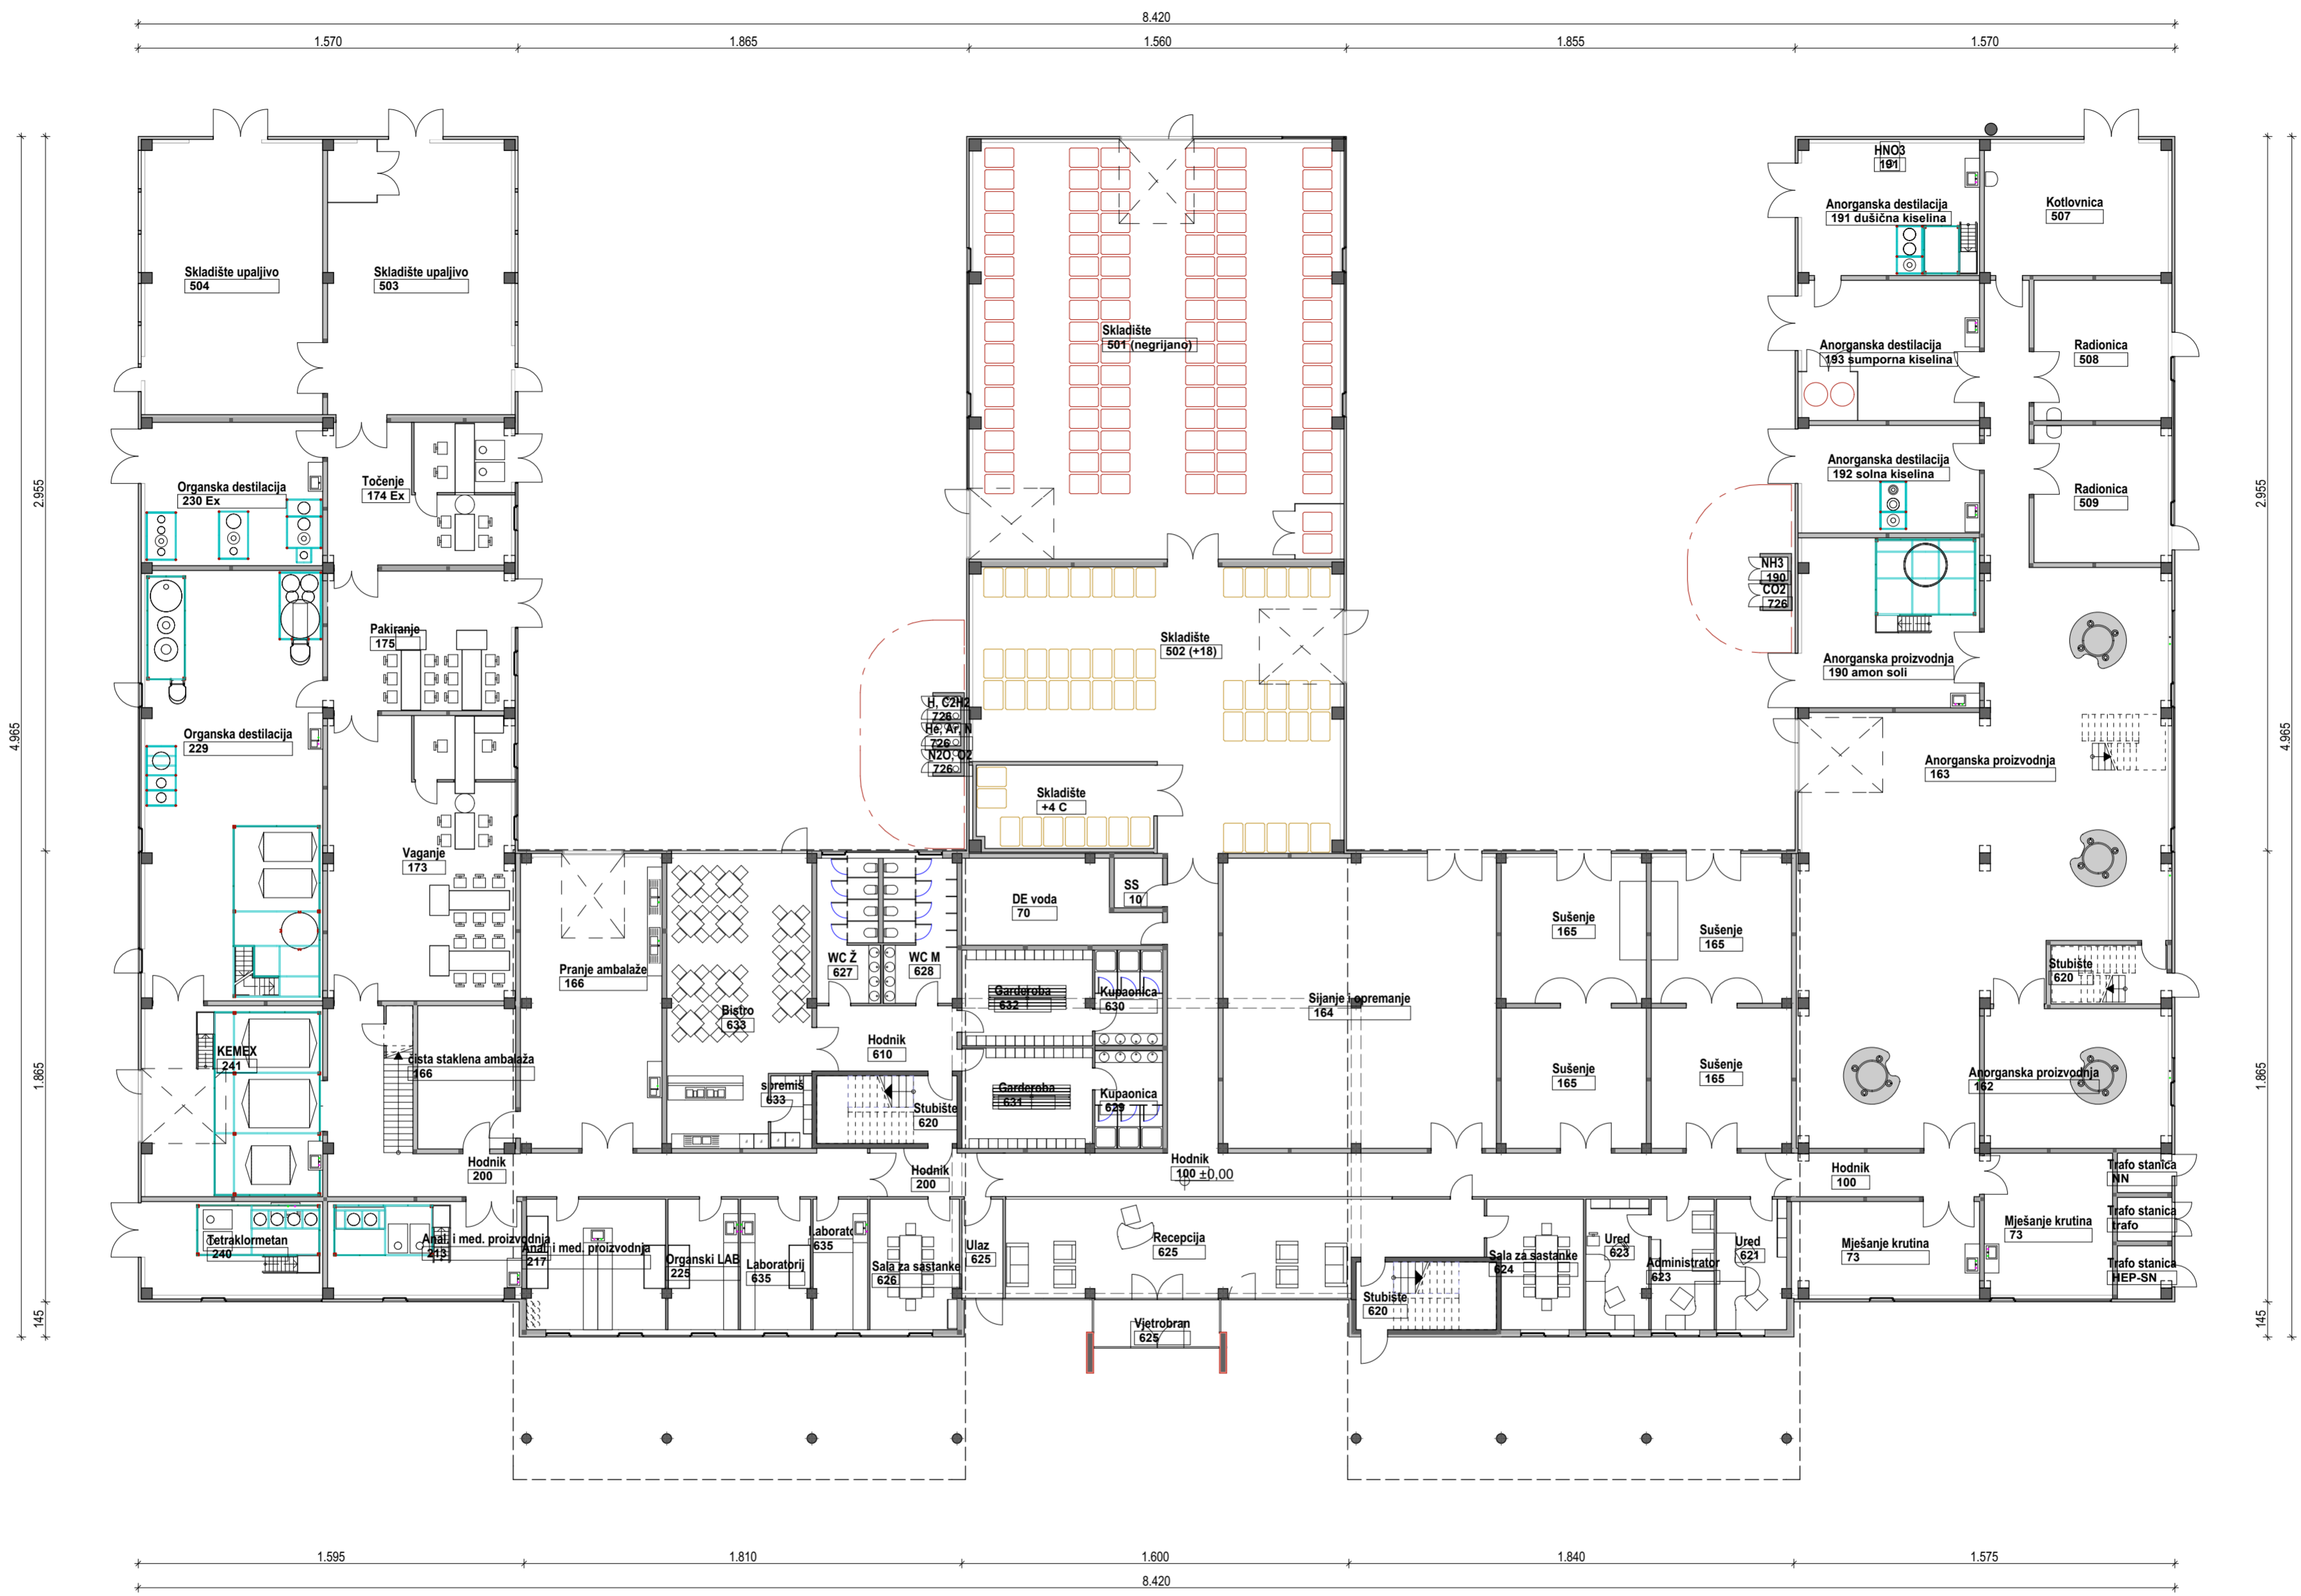 8.420
1.570
1.865
1.560
1.855
1.570
4.965
2.955
1.865
145
2.955
4.965
1.865
145
Skladište upaljivo
504
Skladište upaljivo
503
Organska destilacija
230 Ex
Točenje
174 Ex
Pakiranje
175
Organska destilacija
229
Vaganje
173
KEMEX
241
čista staklena ambalaža
166
Hodnik
200
Tetraklormetan
240
Anal. i med. proizvodnja
213
Anal. i med. proizvodnja
217
Organski LAB
225
Laboratorij
635
635
Sala za sastanke
626
Pranje ambalaže
166
Bistro
633
633
WC Ž
627
WC M
628
Hodnik
610
Stubište
620
Hodnik
200
Skladište
501 (negrijano)
Skladište
502 (+18)
H, C2H2
726
He, Ar, N
726
N2O, O2
726
Skladište
+4 C
DE voda
70
SS
10
Garderoba
632
Kupaonica
630
Garderoba
631
Kupaonica
629
Hodnik
100 ±0,00
Ulaz
625
Recepcija
625
Vjetrobran
625
Sijanje i opremanje
164
Sušenje
165
Sušenje
165
Sušenje
165
Sušenje
165
Stubište
620
Sala za sastanke
624
Ured
623
Administrator
623
Ured
621
HNO3
191
Anorganska destilacija
191 dušična kiselina
Kotlovnica
507
Anorganska destilacija
193 sumporna kiselina
Radionica
508
Anorganska destilacija
192 solna kiselina
Radionica
509
NH3
190
CO2
726
Anorganska proizvodnja
190 amon soli
Anorganska proizvodnja
163
Stubište
620
Anorganska proizvodnja
162
Hodnik
100
Trafo stanica
NN
Trafo stanica
trafo
Trafo stanica
HEP-SN
Mješanje krutina
73
Mješanje krutina
73
1.595
1.810
1.600
1.840
1.575
8.420